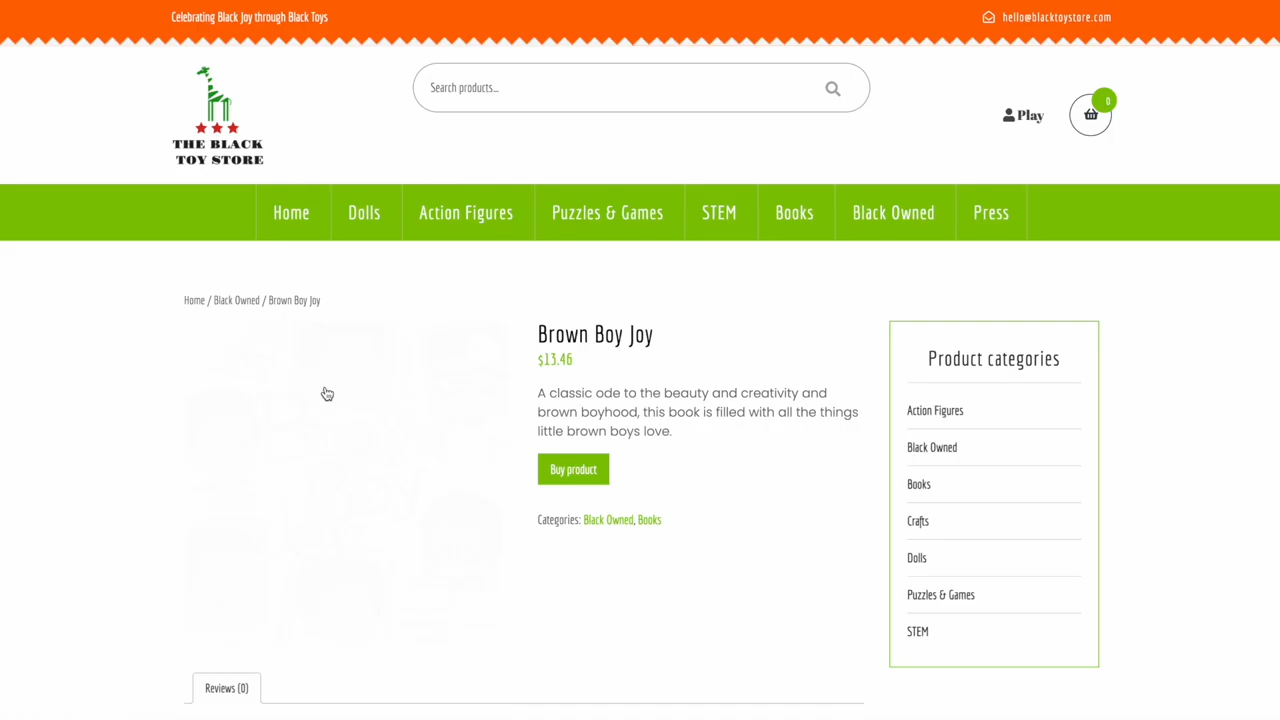 Celebrating Black Joy through Black Toys
hello@blacktoystore.com
THE BLACK
TOY STORE
Search products...
Play
0
Home
Dolls
Action Figures
Puzzles & Games
STEM
Books
Black Owned
Press
Home / Black Owned / Brown Boy Joy
Brown Boy Joy
$13.46
A classic ode to the beauty and creativity and
brown boyhood, this book is filled with all the things
little brown boys love.
Buy product
Categories: Black Owned, Books
Product categories
Action Figures
Black Owned
Books
Crafts
Dolls
Puzzles & Games
STEM
Reviews (0)